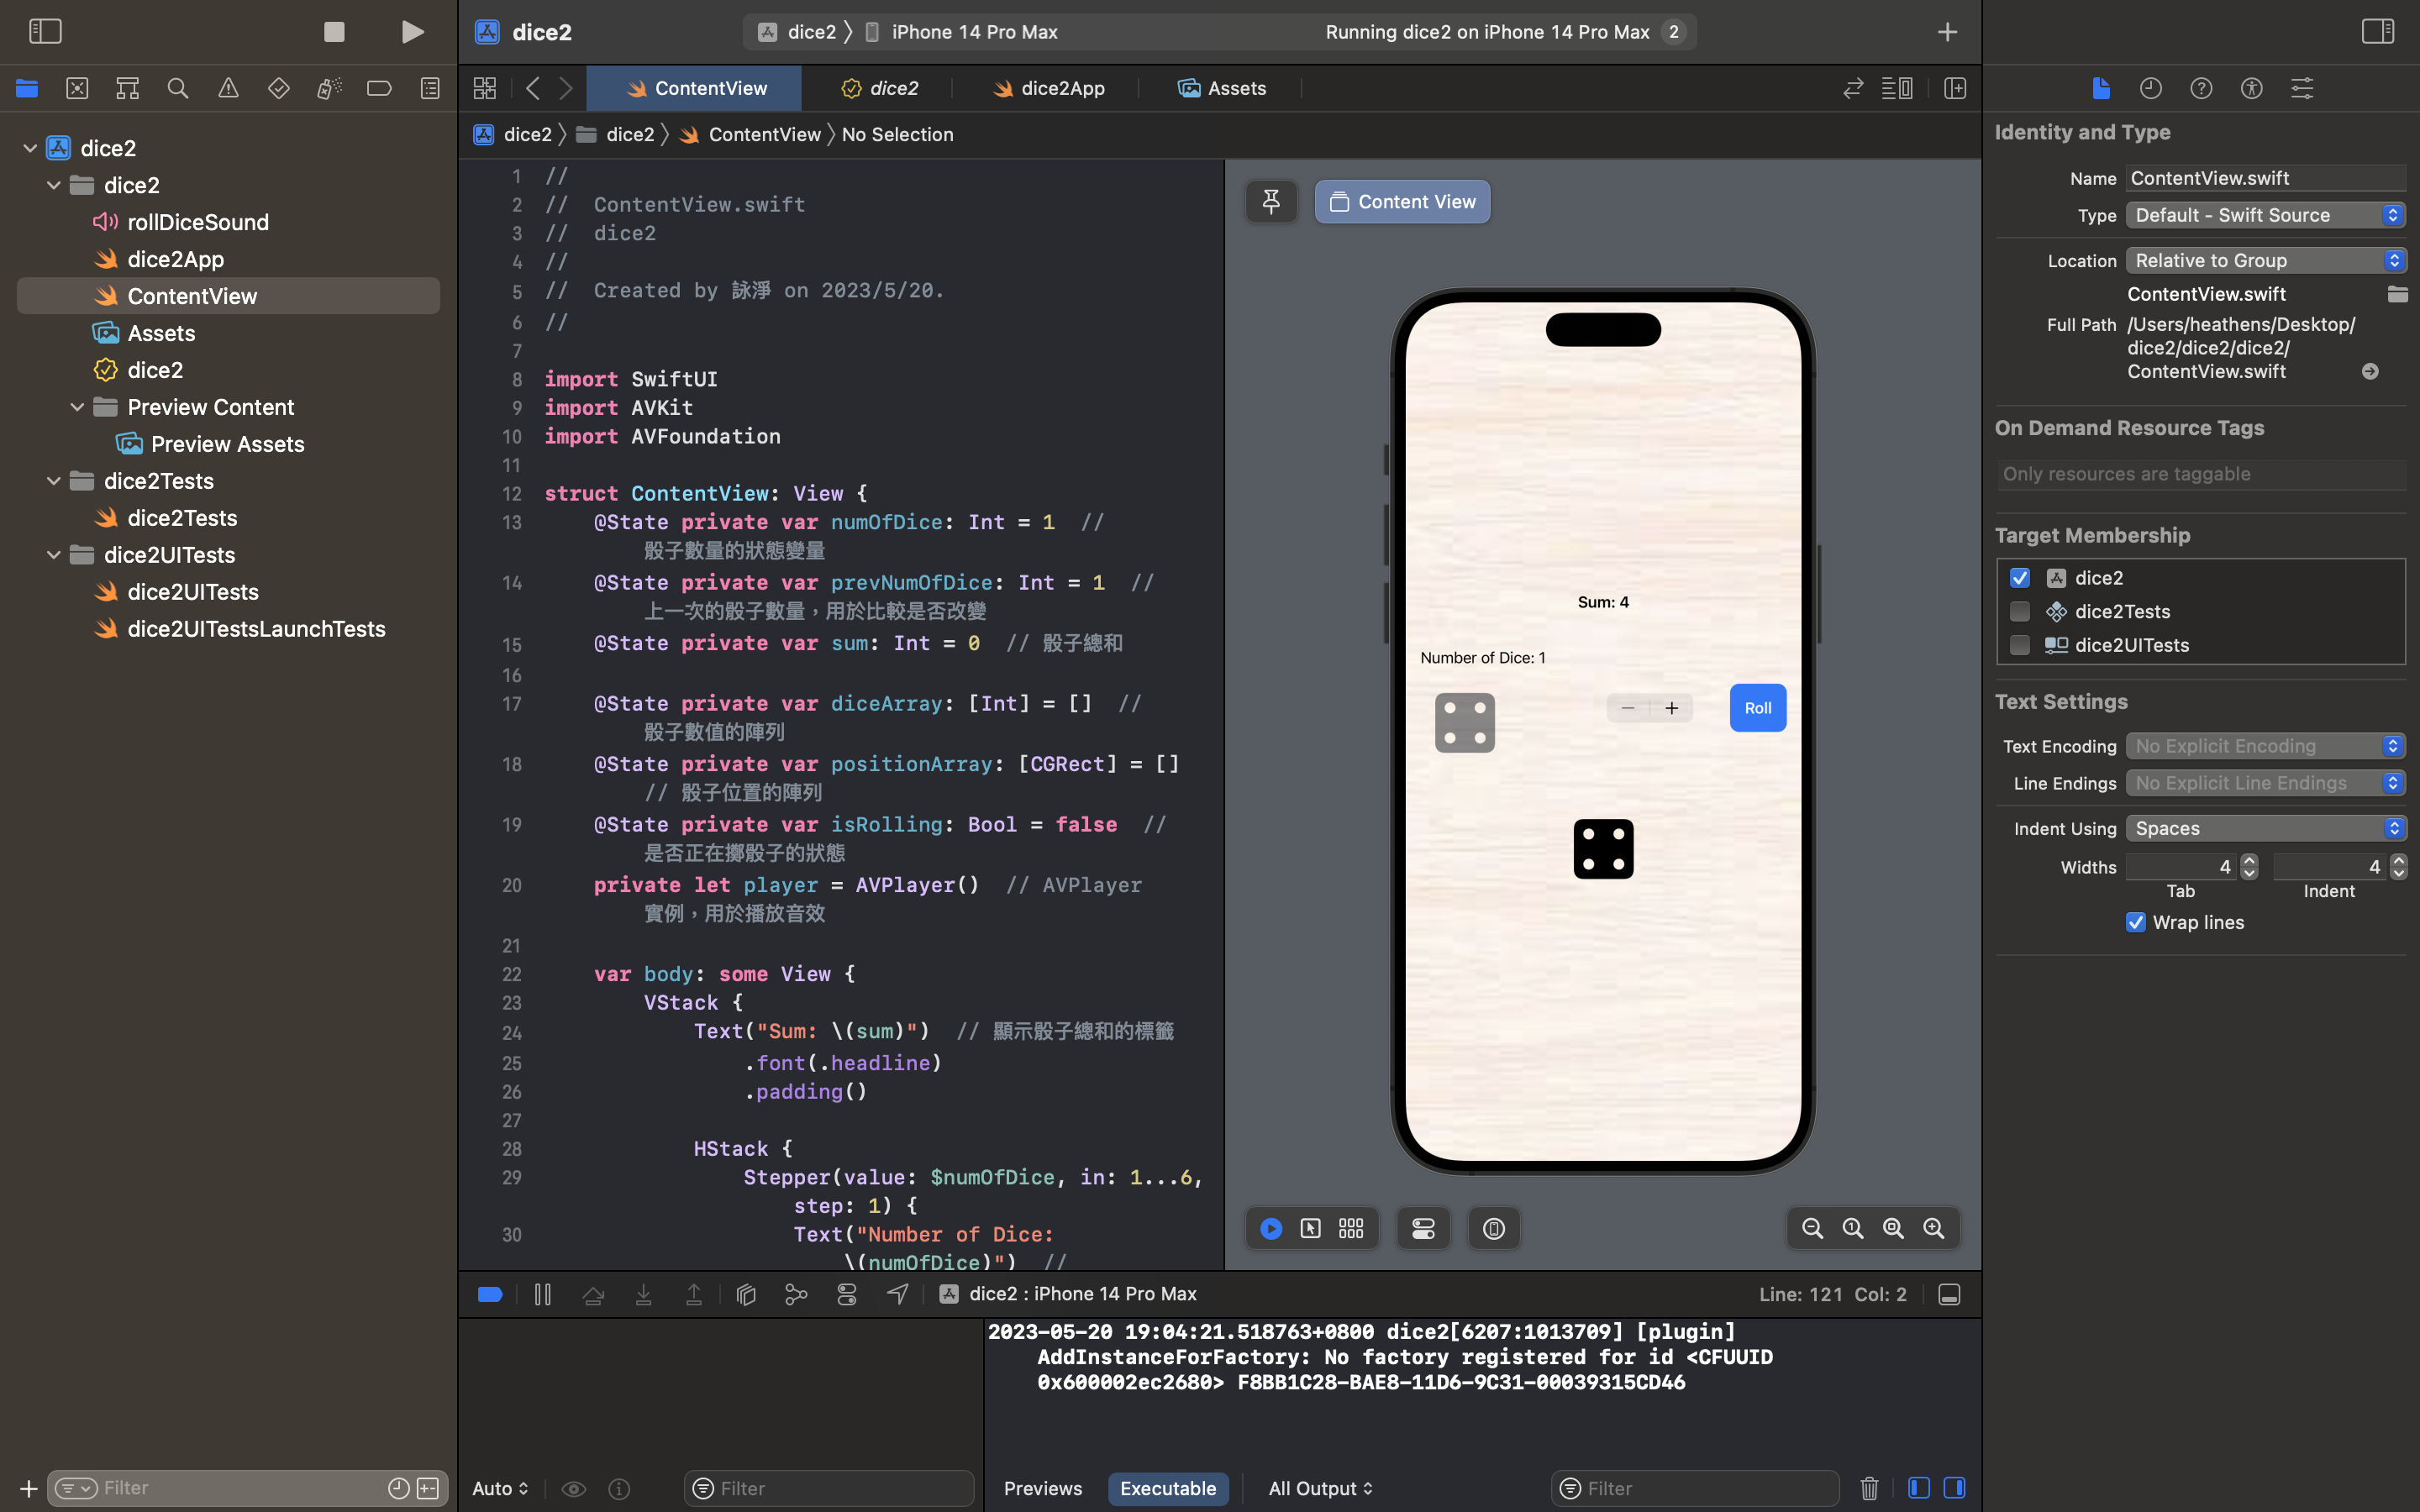 dice2
dice2 〉 iPhone 14 Pro Max
Running dice2 on iPhone 14 Pro Max 2
ContentView
dice2
dice2App
Assets
dice2 〉 dice2 〉 ContentView 〉 No Selection
dice2
dice2
rollDiceSound
dice2App
ContentView
Assets
dice2
Preview Content
Preview Assets
dice2Tests
dice2Tests
dice2UITests
dice2UITests
dice2UITestsLaunchTests
Filter
1 //
2 //  ContentView.swift
3 //  dice2
4 //
5 //  Created by 詠淨 on 2023/5/20.
6 //
7
8 import SwiftUI
9 import AVKit
10 import AVFoundation
11
12 struct ContentView: View {
13 @State private var numOfDice: Int = 1  //
骰子數量的狀態變量
14 @State private var prevNumOfDice: Int = 1  //
上一次的骰子數量，用於比較是否改變
15 @State private var sum: Int = 0  // 骰子總和
16
17 @State private var diceArray: [Int] = []  //
骰子數值的陣列
18 @State private var positionArray: [CGRect] = []
// 骰子位置的陣列
19 @State private var isRolling: Bool = false  //
是否正在擲骰子的狀態
20 private let player = AVPlayer()  // AVPlayer
實例，用於播放音效
21
22 var body: some View {
23 VStack {
24 Text("Sum: \(sum)")  // 顯示骰子總和的標籤
25 .font(.headline)
26 .padding()
27
28 HStack {
29 Stepper(value: $numOfDice, in: 1...6,
step: 1) {
30 Text("Number of Dice:
\(numOfDice)")  //
Content View
Sum: 4
Number of Dice: 1
Roll
dice2 : iPhone 14 Pro Max
Line: 121  Col: 2
2023-05-20 19:04:21.518763+0800 dice2[6207:1013709] [plugin]
AddInstanceForFactory: No factory registered for id <CFUUID
0x600002ec2680> F8BB1C28-BAE8-11D6-9C31-00039315CD46
Auto
Filter
Previews
Executable
All Output
Filter
Identity and Type
Name ContentView.swift
Type Default - Swift Source
Location Relative to Group
ContentView.swift
Full Path /Users/heathens/Desktop/
dice2/dice2/dice2/
ContentView.swift
On Demand Resource Tags
Only resources are taggable
Target Membership
dice2
dice2Tests
dice2UITests
Text Settings
Text Encoding No Explicit Encoding
Line Endings No Explicit Line Endings
Indent Using Spaces
Widths 4 4
Tab Indent
Wrap lines